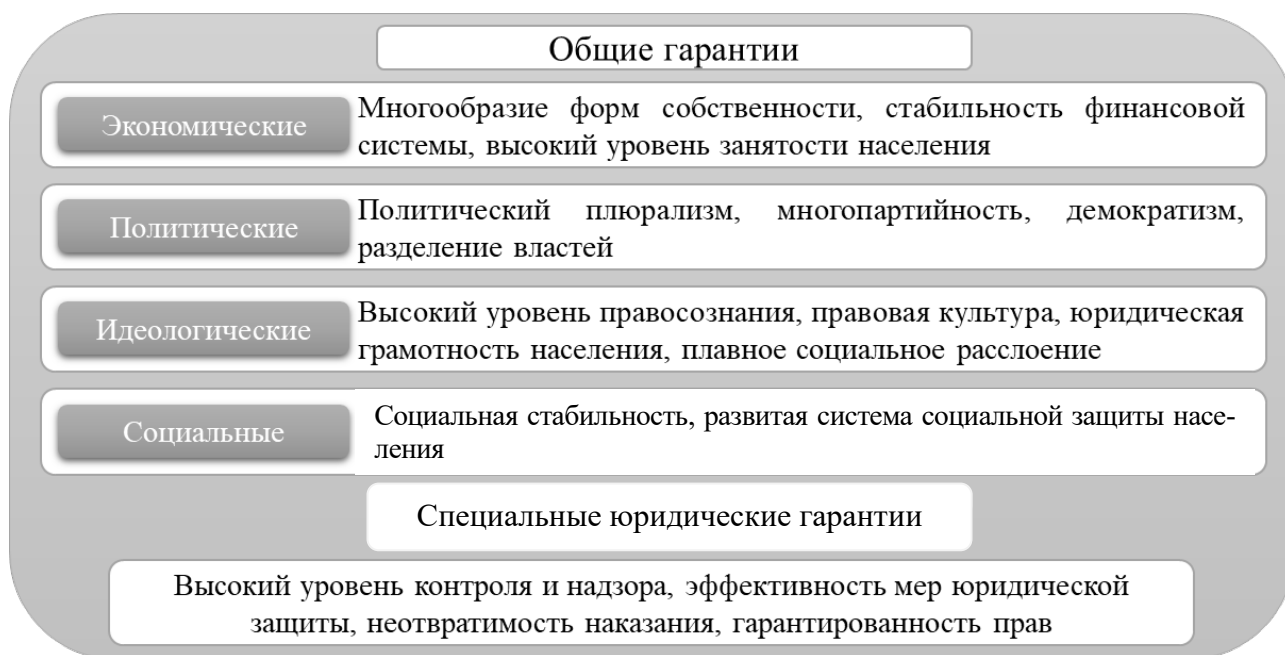 Общие гарантии
Экономические
Многообразие форм собственности, стабильность финансовой
системы, высокий уровень занятости населения
Политические
Политический плюрализм, многопартийность, демократизм,
разделение властей
Идеологические
Высокий уровень правосознания, правовая культура, юридическая
грамотность населения, плавное социальное расслоение
Социальные
Социальная стабильность, развитая система социальной защиты насе-
ления
Специальные юридические гарантии
Высокий уровень контроля и надзора, эффективность мер юридической
защиты, неотвратимость наказания, гарантированность прав